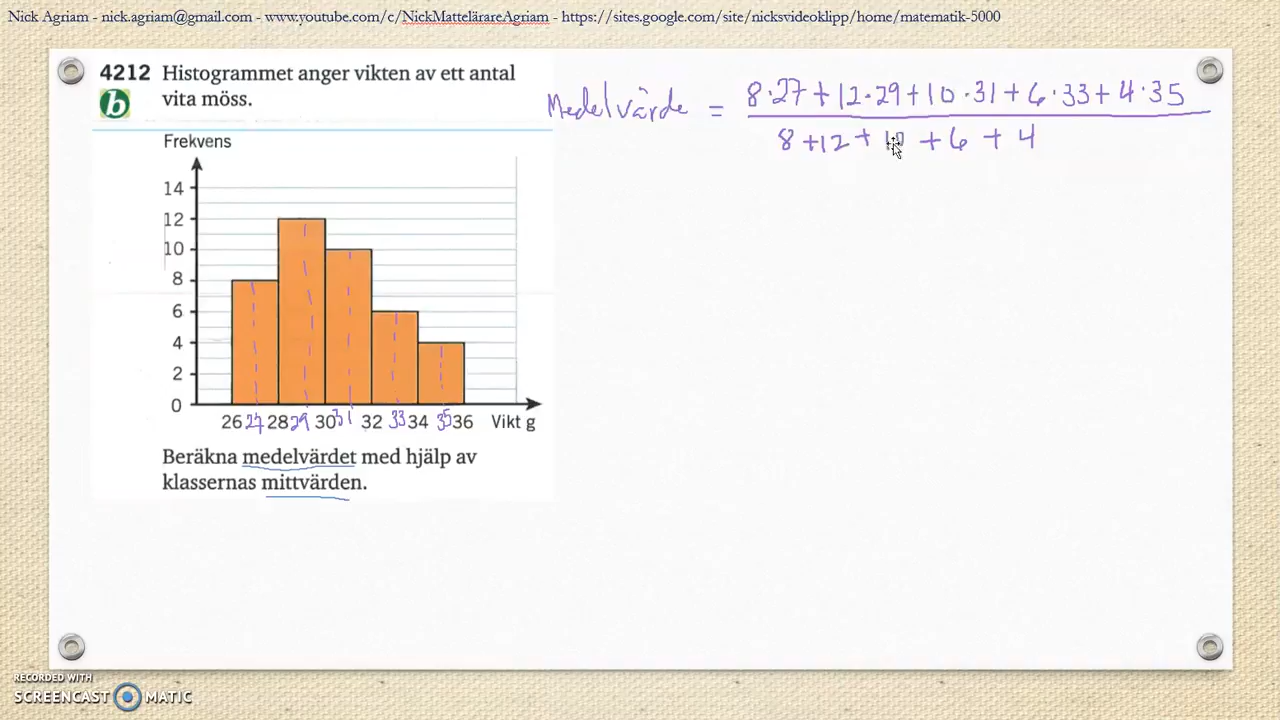 Nick Agriam - nick.agriam@gmail.com - www.youtube.com/c/NickMattelärareAgriam - https://sites.google.com/site/nicksvideoklipp/home/matematik-5000
4212 Histogrammet anger vikten av ett antal
b vita möss.
Medelvärde = 8·27+12·29+10·31+6·33+4·35
8+12+10+6+4
Frekvens
14
12
10
8
6
4
2
0
26 27 28 29 30 31 32 33 34 35 36 Vikt g
Beräkna medelvärdet med hjälp av
klassernas mittvärden.
RECORDED WITH
SCREENCAST MATIC